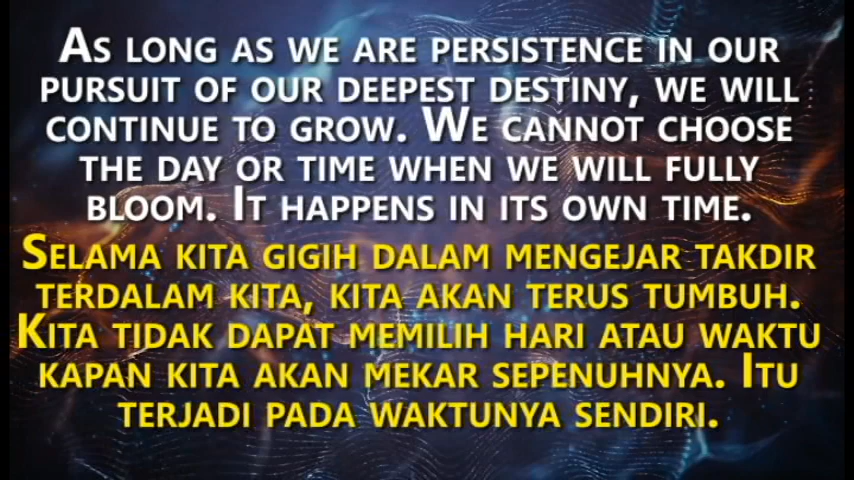 As long as we are persistence in our
pursuit of our deepest destiny, we will
continue to grow. We cannot choose
the day or time when we will fully
bloom. It happens in its own time.
Selama kita gigih dalam mengejar takdir
terdalam kita, kita akan terus tumbuh.
Kita tidak dapat memilih hari atau waktu
kapan kita akan mekar sepenuhnya. Itu
terjadi pada waktunya sendiri.